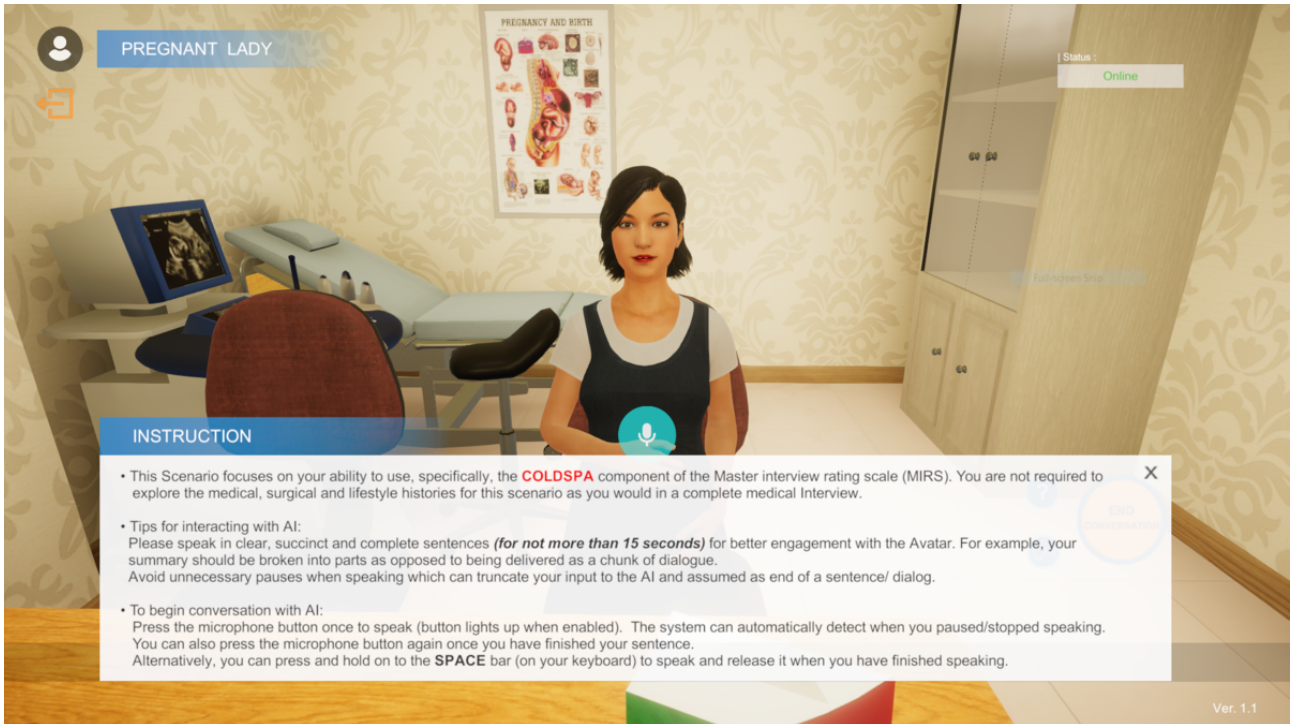 PREGNANT LADY
PREGNANCY AND BIRTH
| Status :
Online
Full-screen Snip
INSTRUCTION
X
• This Scenario focuses on your ability to use, specifically, the COLDSPA component of the Master interview rating scale (MIRS). You are not required to
explore the medical, surgical and lifestyle histories for this scenario as you would in a complete medical Interview.
• Tips for interacting with AI:
Please speak in clear, succinct and complete sentences (for not more than 15 seconds) for better engagement with the Avatar. For example, your
summary should be broken into parts as opposed to being delivered as a chunk of dialogue.
Avoid unnecessary pauses when speaking which can truncate your input to the AI and assumed as end of a sentence/ dialog.
• To begin conversation with AI:
Press the microphone button once to speak (button lights up when enabled). The system can automatically detect when you paused/stopped speaking.
You can also press the microphone button again once you have finished your sentence.
Alternatively, you can press and hold on to the SPACE bar (on your keyboard) to speak and release it when you have finished speaking.
END
Ver. 1.1